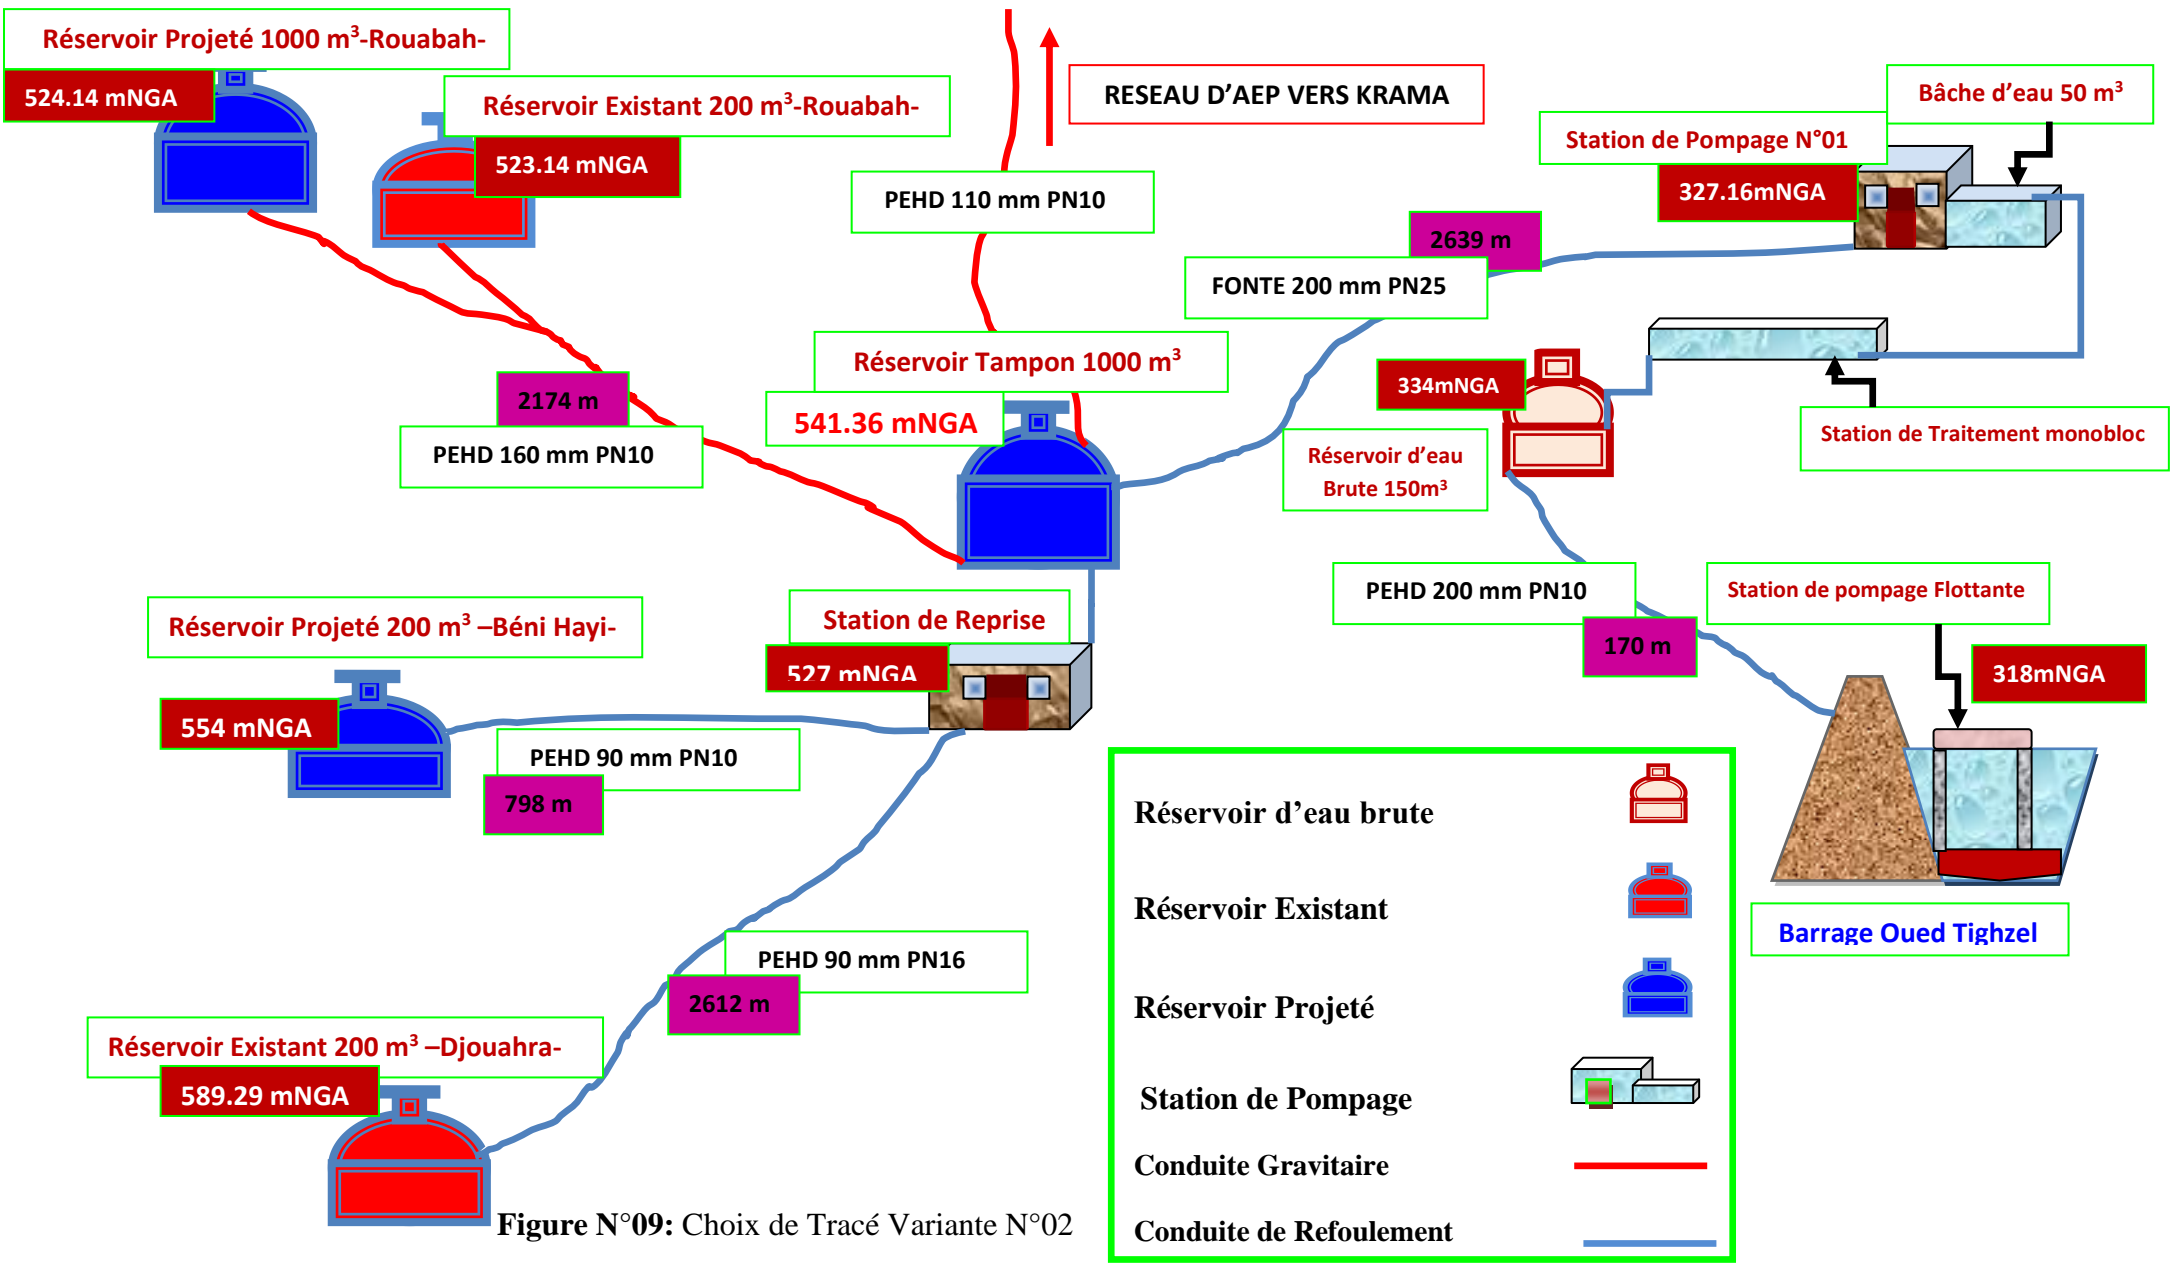 Réservoir Projeté 1000 m³-Rouabah-
524.14 mNGA
Réservoir Existant 200 m³-Rouabah-
523.14 mNGA
RESEAU D’AEP VERS KRAMA
Bâche d’eau 50 m³
Station de Pompage N°01
327.16mNGA
PEHD 110 mm PN10
2639 m
FONTE 200 mm PN25
Réservoir Tampon 1000 m³
541.36 mNGA
2174 m
PEHD 160 mm PN10
334mNGA
Réservoir d’eau
Brute 150m³
Station de Traitement monobloc
PEHD 200 mm PN10
170 m
Station de pompage Flottante
318mNGA
Réservoir Projeté 200 m³ –Béni Hayi-
554 mNGA
Station de Reprise
527 mNGA
PEHD 90 mm PN10
798 m
PEHD 90 mm PN16
2612 m
Barrage Oued Tighzel
Réservoir Existant 200 m³ –Djouahra-
589.29 mNGA
Réservoir d’eau brute
Réservoir Existant
Réservoir Projeté
Station de Pompage
Conduite Gravitaire
Conduite de Refoulement
Figure N°09: Choix de Tracé Variante N°02